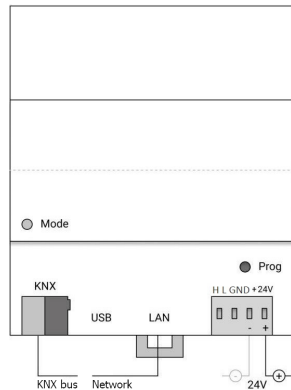 Mode
Prog
KNX
H L GND +24V
USB
LAN
- +
KNX bus
Network
- 24V +